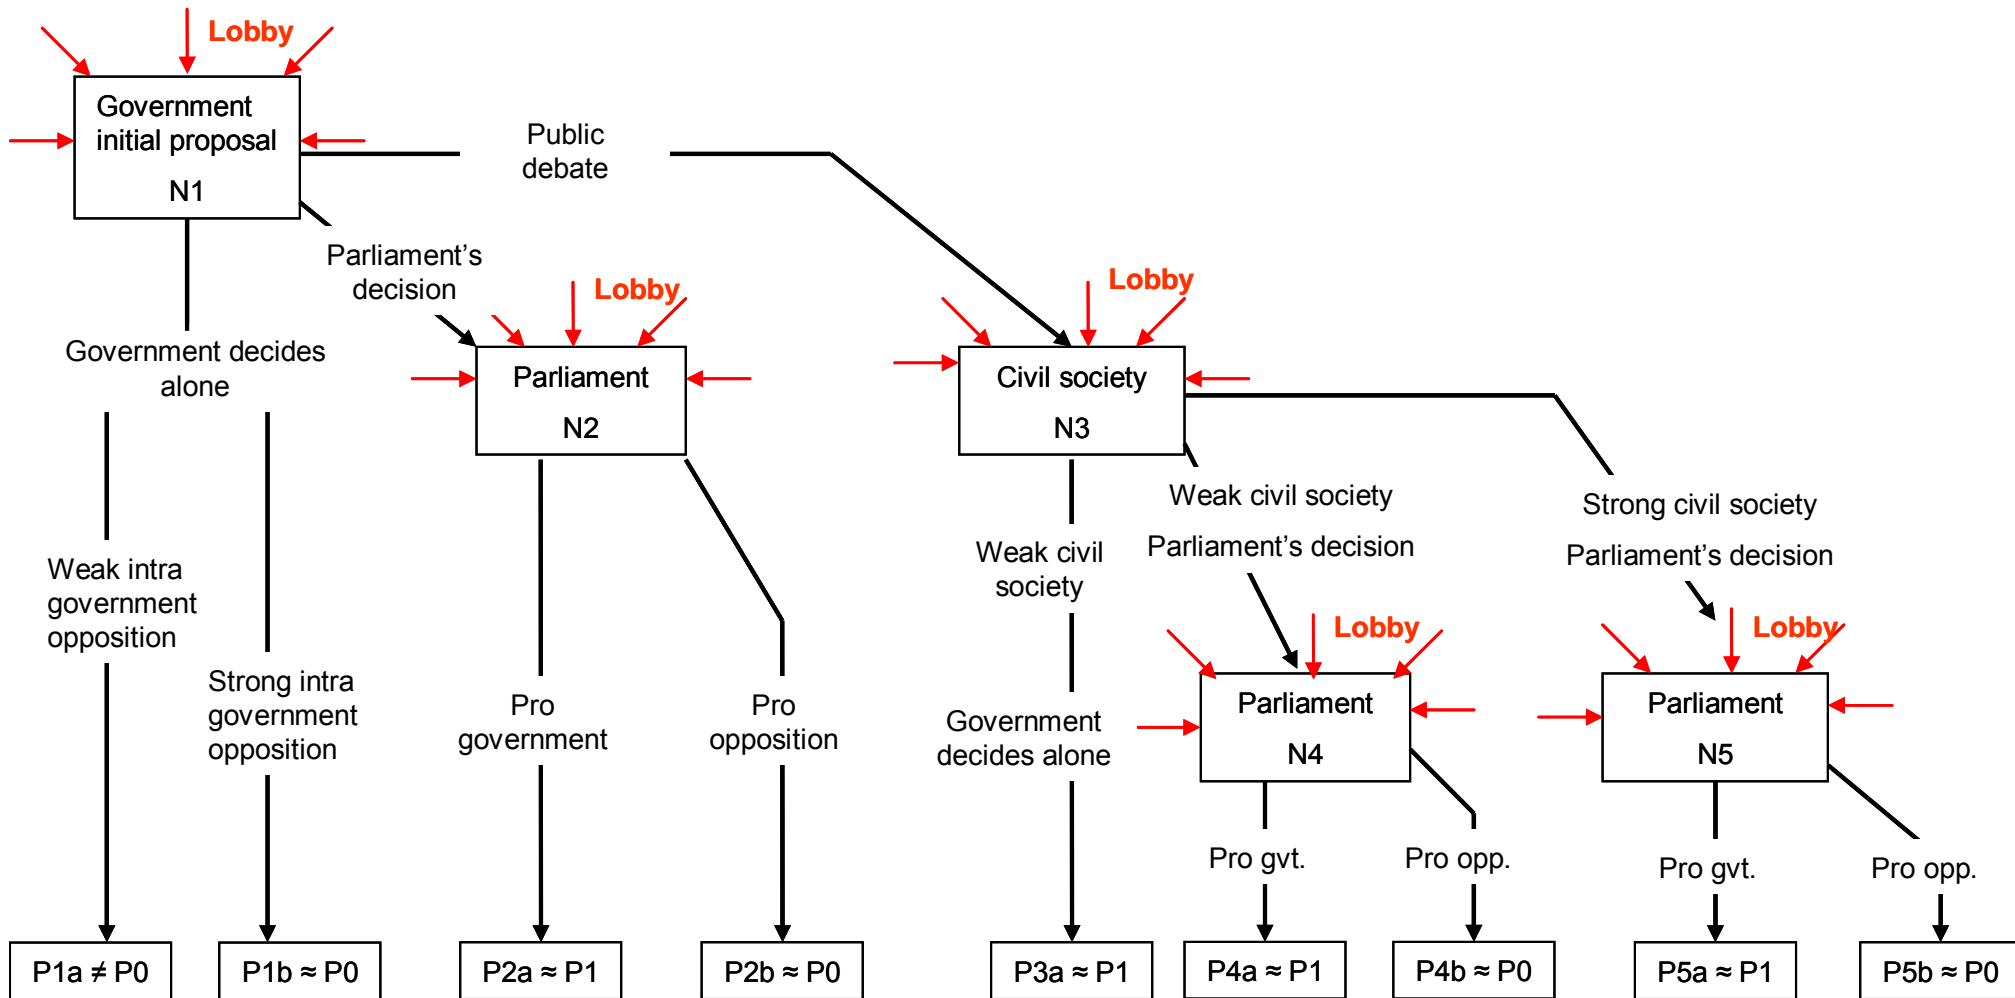 Lobby
Government
initial proposal
N1
Public
debate
Parliament's
decision
Government decides
alone
Lobby
Parliament
N2
Lobby
Civil society
N3
Weak intra
government
opposition
Strong intra
government
opposition
Pro
government
Pro
opposition
Weak civil
society
Government
decides alone
Weak civil society
Parliament's decision
Strong civil society
Parliament's decision
Lobby
Parliament
N4
Lobby
Parliament
N5
Pro gvt.
Pro opp.
Pro gvt.
Pro opp.
P1a ≠ P0
P1b ≈ P0
P2a ≈ P1
P2b ≈ P0
P3a ≈ P1
P4a ≈ P1
P4b ≈ P0
P5a ≈ P1
P5b ≈ P0